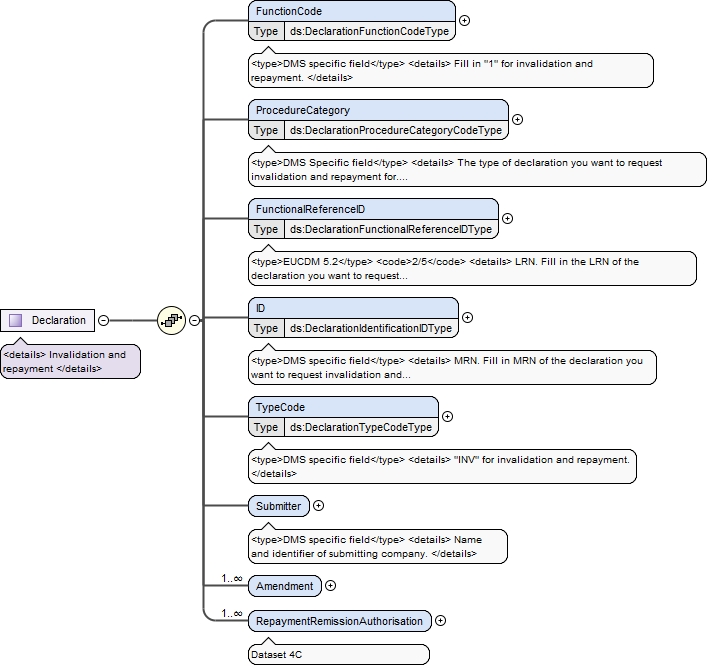 FunctionCode
Type ds:DeclarationFunctionCodeType
<type>DMS specific field</type> <details> Fill in "1" for invalidation and
repayment. </details>
ProcedureCategory
Type ds:DeclarationProcedureCategoryCodeType
<type>DMS Specific field</type> <details> The type of declaration you want to request
invalidation and repayment for....
FunctionalReferenceID
Type ds:DeclarationFunctionalReferenceIDType
<type>EUCDM 5.2</type> <code>2/5</code> <details> LRN. Fill in the LRN of the
declaration you want to request...
Declaration
<details> Invalidation and
repayment </details>
ID
Type ds:DeclarationIdentificationIDType
<type>DMS specific field</type> <details> MRN. Fill in MRN of the declaration you
want to request invalidation and...
TypeCode
Type ds:DeclarationTypeCodeType
<type>DMS specific field</type> <details> "INV" for invalidation and repayment.
</details>
Submitter
<type>DMS specific field</type> <details> Name
and identifier of submitting company. </details>
1..∞
Amendment
1..∞
RepaymentRemissionAuthorisation
Dataset 4C